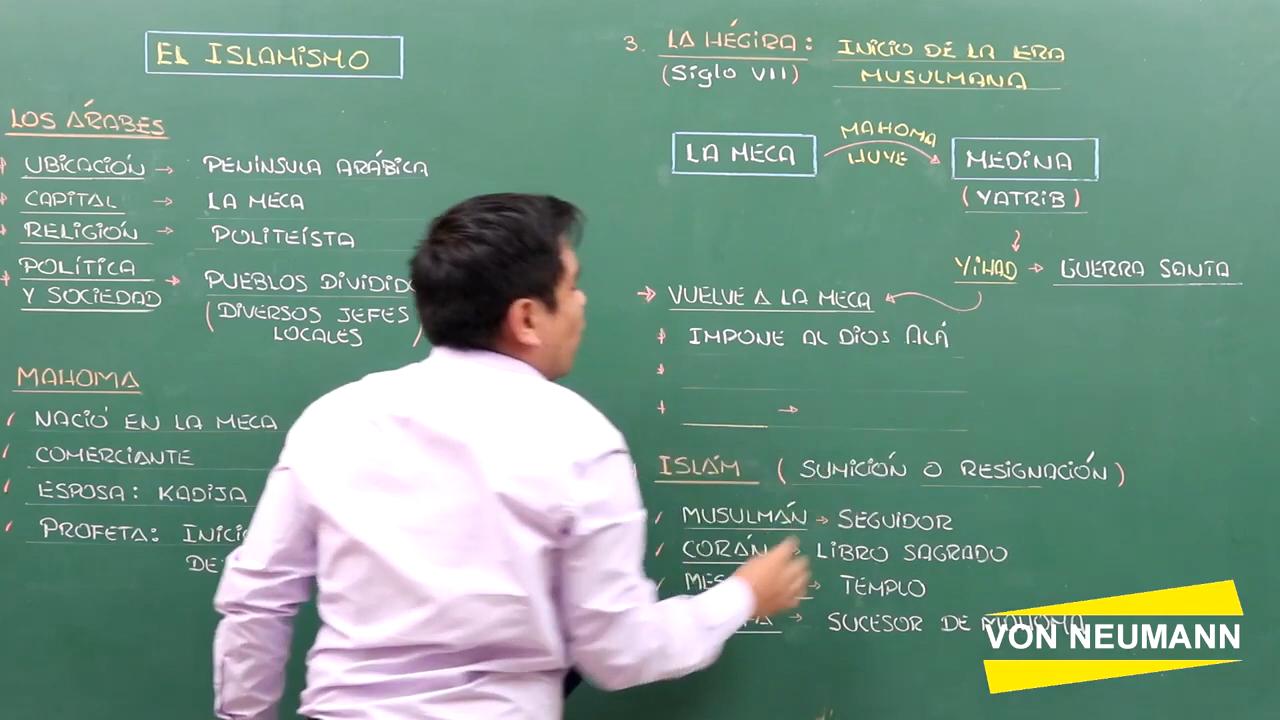 EL ISLAMISMO
LOS ÁRABES
UBICACIÓN → PENÍNSULA ARÁBICA
CAPITAL → LA MECA
RELIGIÓN → POLITEÍSTA
POLÍTICA
Y SOCIEDAD → PUEBLOS
(DIVERSOS JEFES
LOCALES
MAHOMA
NACIÓ EN LA MECA
COMERCIANTE
ESPOSA: KADIJA
PROFETA:
3. LA HÉGIRA: INICIO DE LA ERA
(Siglo VII) MUSULMANA
LA MECA
MAHOMA
HUYE
MEDINA
(YATRIB)
YIHAD → GUERRA SANTA
→ VUELVE A LA MECA
IMPONE AL DIOS ALÁ
→
ISLÁM (SUMICIÓN O RESIGNACIÓN)
MUSULMÁN → SEGUIDOR
CORÁN → LIBRO SAGRADO
→ TEMPLO
→ SUCESOR DE MAHOMA
VON NEUMANN